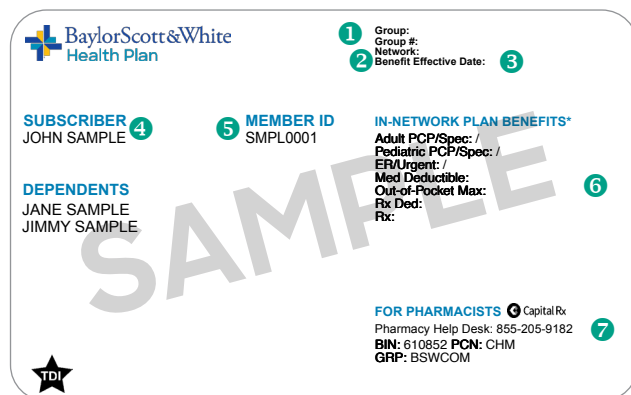 BaylorScott&White
Health Plan
1 Group:
Group #:
2 Network:
Benefit Effective Date: 3
SUBSCRIBER 4
JOHN SAMPLE
5 MEMBER ID
SMPL0001
DEPENDENTS
JANE SAMPLE
JIMMY SAMPLE
IN-NETWORK PLAN BENEFITS*
Adult PCP/Spec: /
Pediatric PCP/Spec: /
ER/Urgent: /
Med Deductible:
Out-of-Pocket Max:
Rx Ded:
Rx:
6
SAMPLE
FOR PHARMACISTS Capital Rx
Pharmacy Help Desk: 855-205-9182
BIN: 610852 PCN: CHM
GRP: BSWCOM
7
TDI